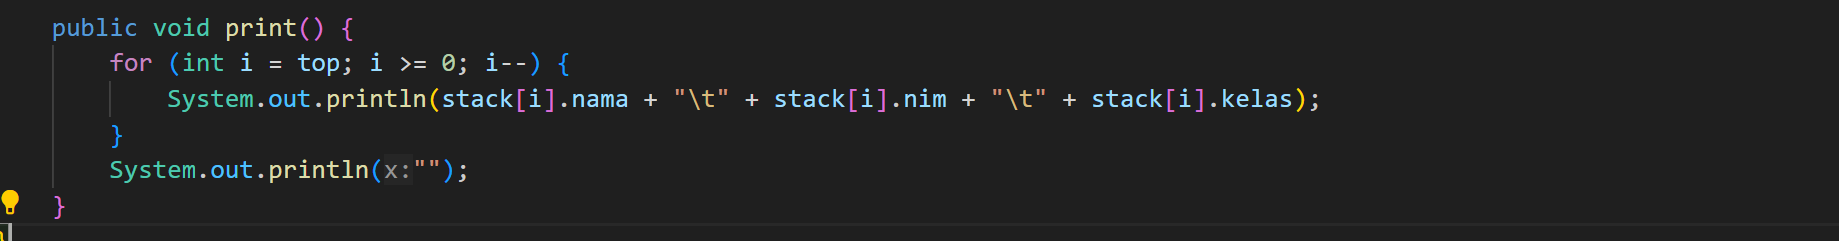 public void print() {
for (int i = top; i >= 0; i--) {
System.out.println(stack[i].nama + "\t" + stack[i].nim + "\t" + stack[i].kelas);
}
System.out.println(x:"");
}